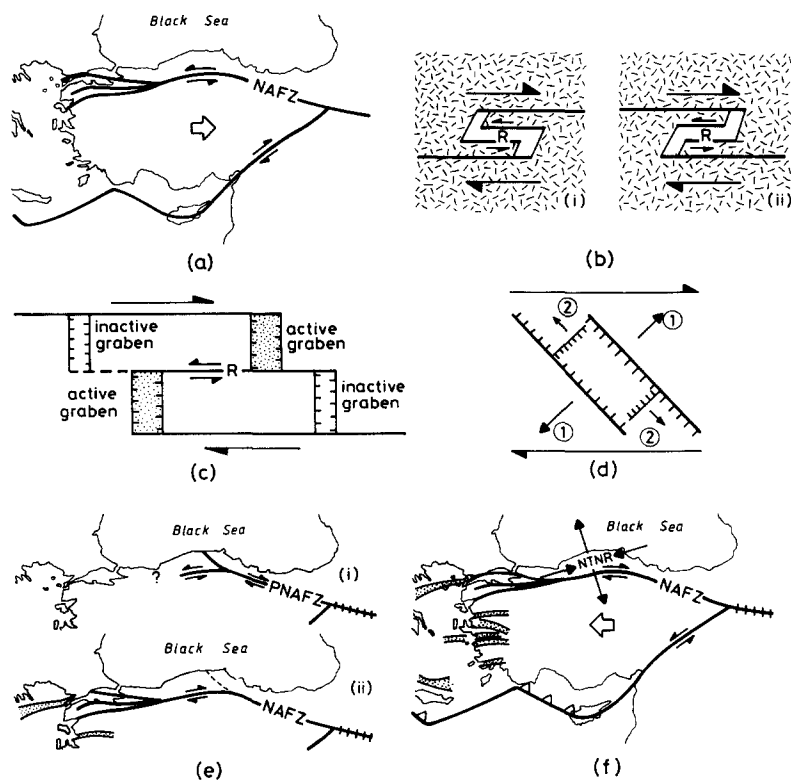 Black Sea
NAFZ
(a)
R
(i)
R
(ii)
(b)
inactive
graben
active
graben
R
active
graben
inactive
graben
(c)
2
1
1
2
(d)
Black Sea
(i)
?
PNAFZ
Black Sea
(ii)
NAFZ
(e)
Black Sea
NTNR
NAFZ
(f)